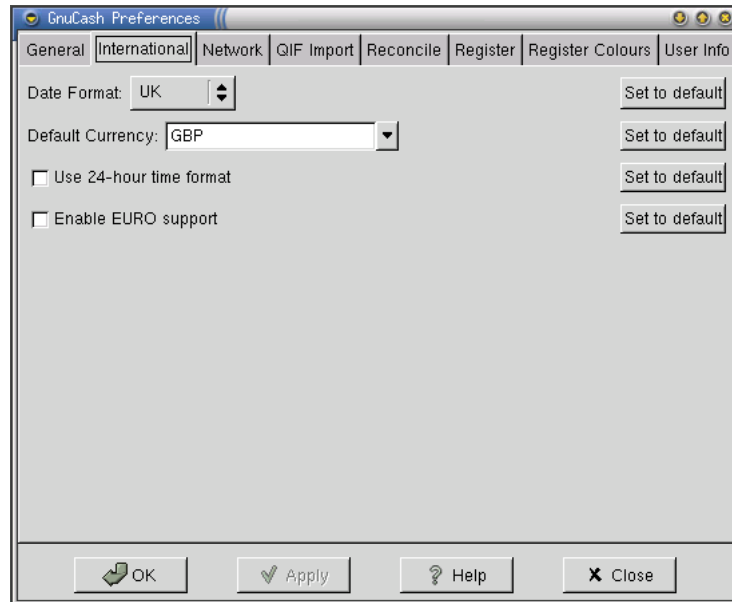 GnuCash Preferences
General International Network QIF Import Reconcile Register Register Colours User Info
Date Format: UK Set to default
Default Currency: GBP Set to default
Use 24-hour time format Set to default
Enable EURO support Set to default
OK Apply Help Close